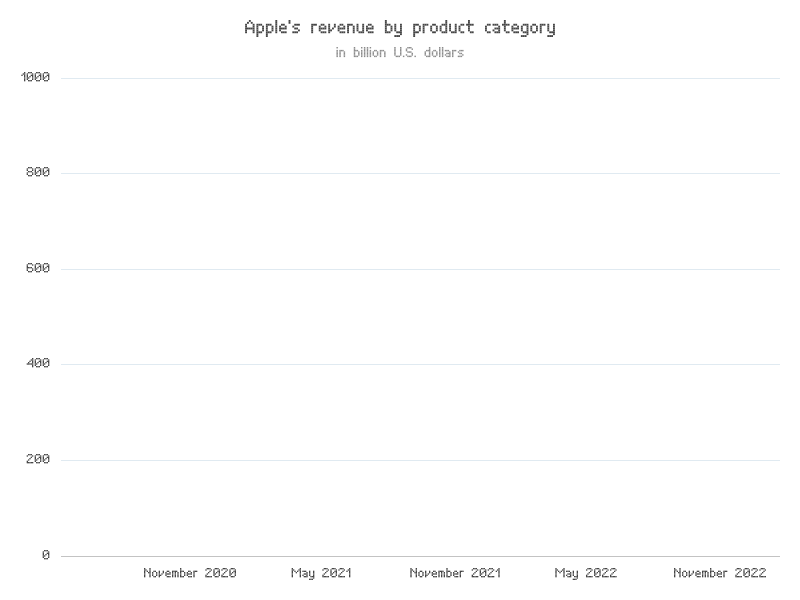 Apple's revenue by product category
in billion U.S. dollars
1000
800
600
400
200
0
November 2020 May 2021 November 2021 May 2022 November 2022